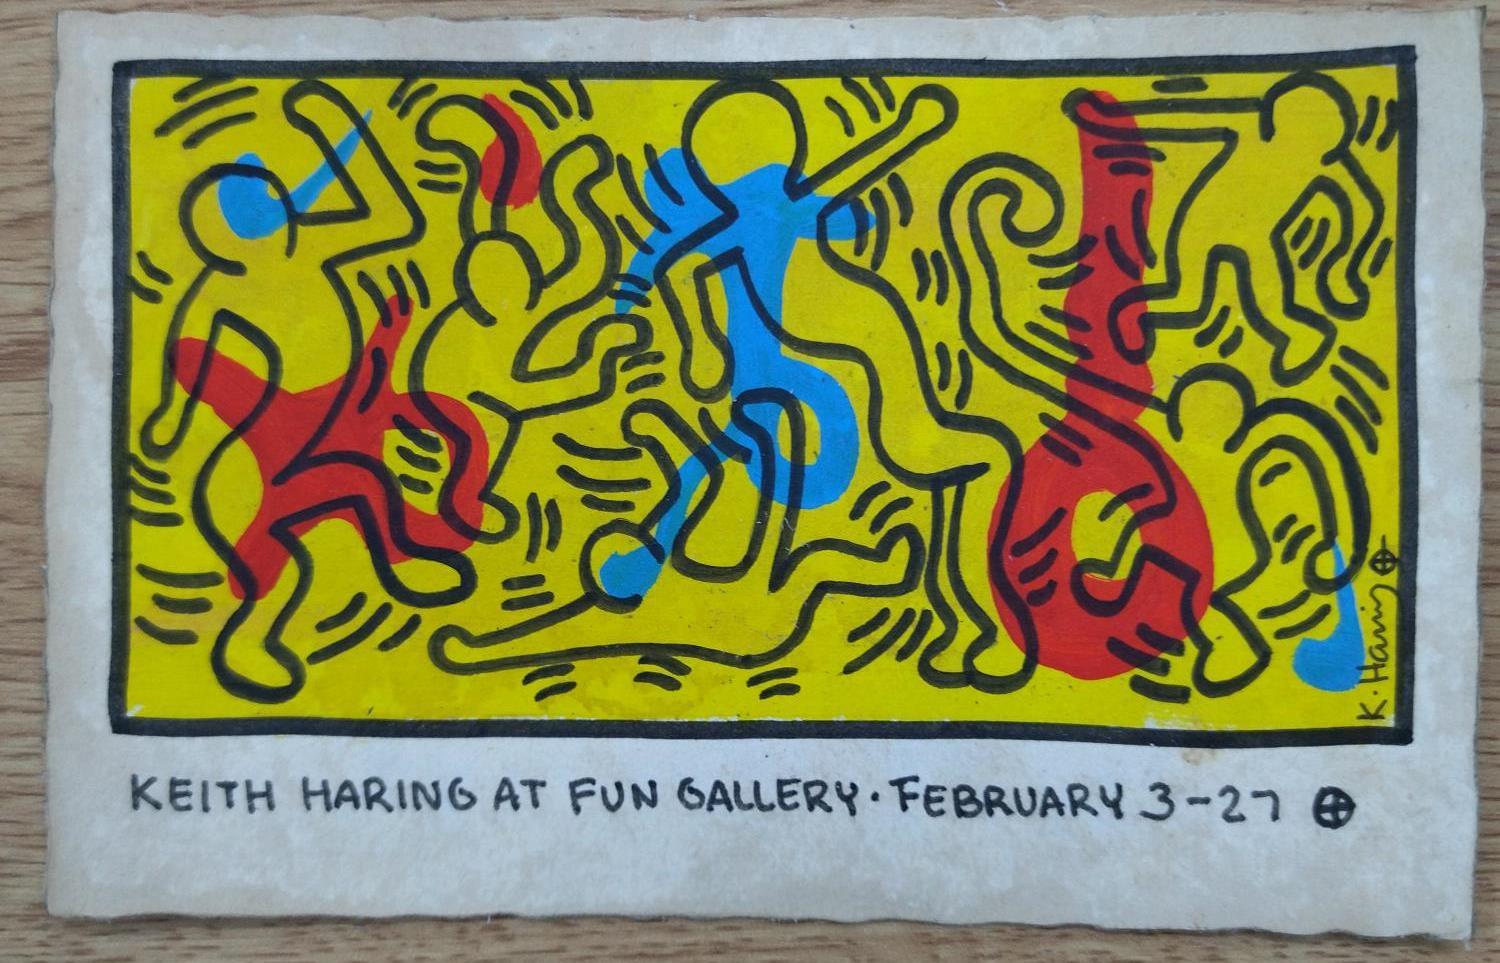 K. Haring
KEITH HARING AT FUN GALLERY · FEBRUARY 3-27